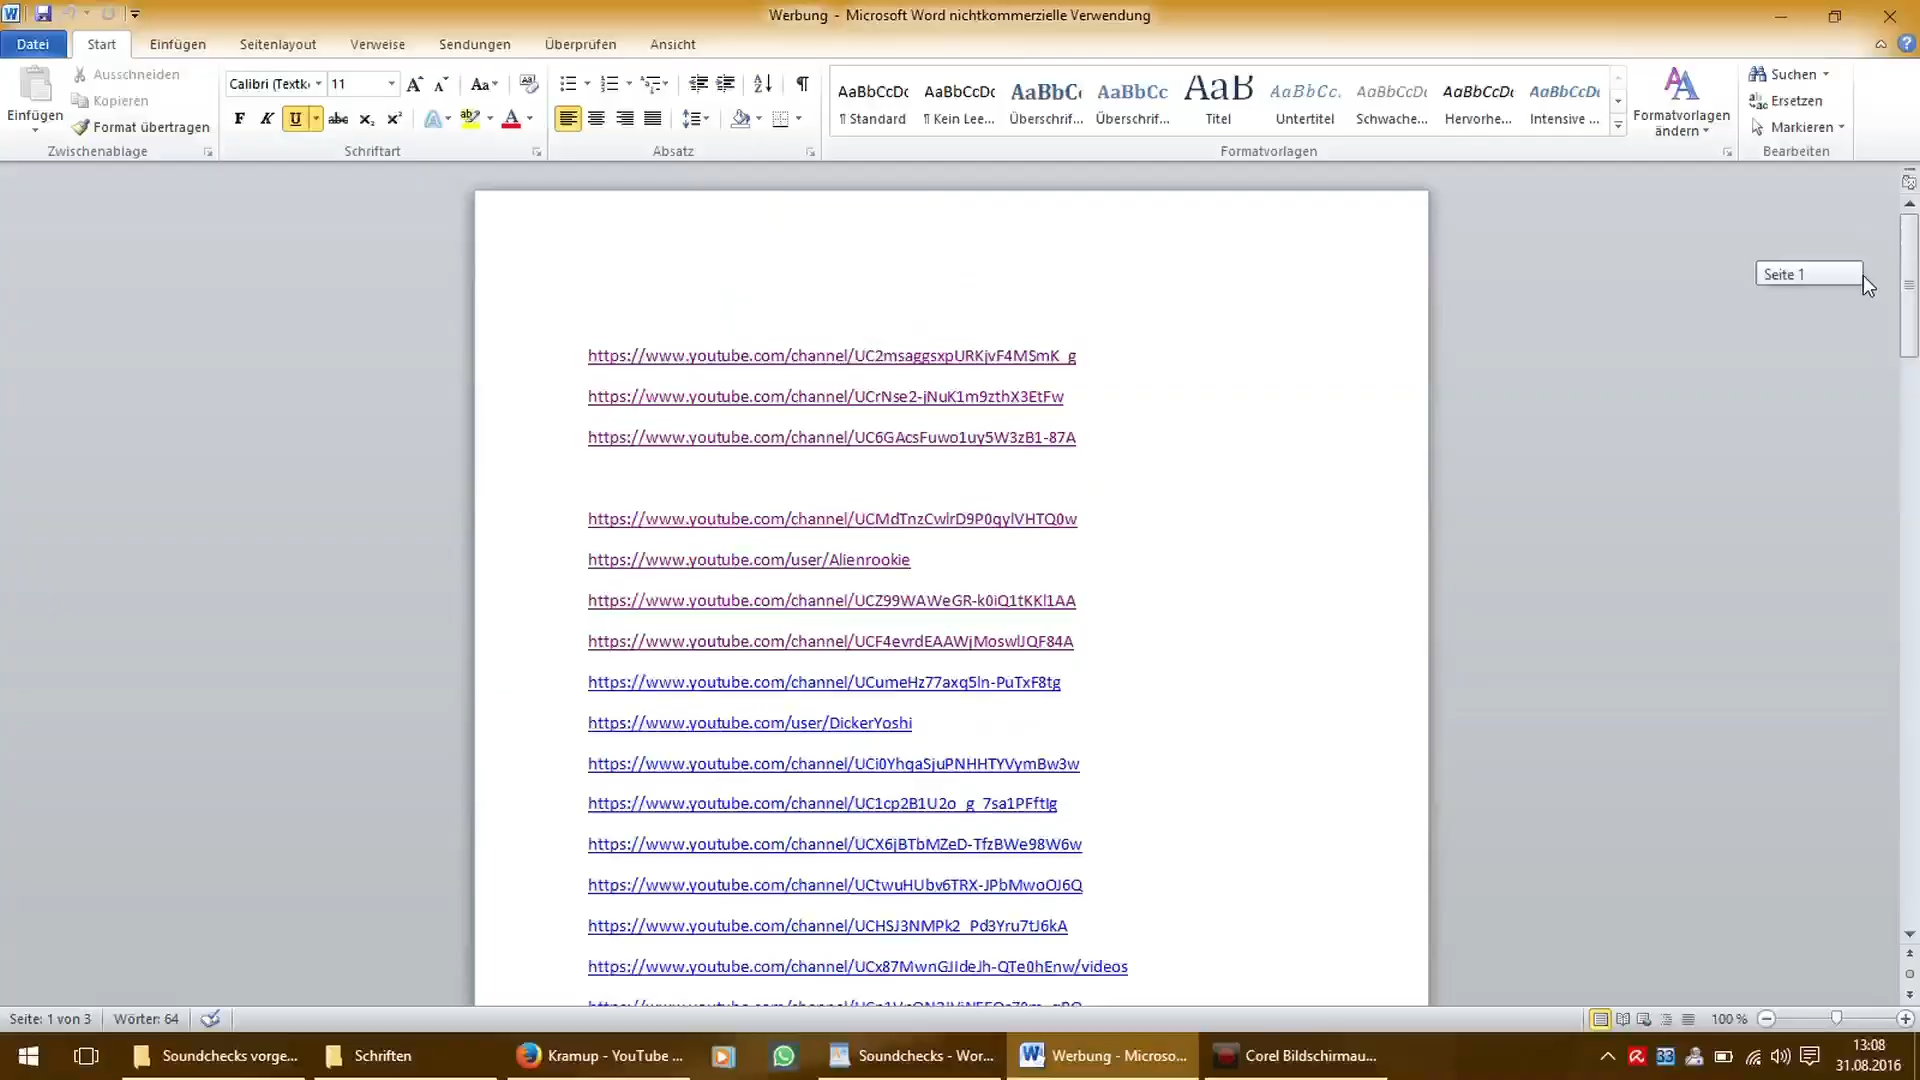 Werbung - Microsoft Word nichtkommerzielle Verwendung
Datei Start Einfügen Seitenlayout Verweise Sendungen Überprüfen Ansicht
Einfügen
Ausschneiden
Kopieren
Format übertragen
Zwischenablage
Calibri (Textk 11
F K U abc x₂ x²
Schriftart
Absatz
AaBbCcDc AaBbCcDc AaBbC AaBbCc AaB AaBbCc. AaBbCcDc AaBbCcDc AaBbCcDc
¶ Standard ¶ Kein Lee... Überschrif... Überschrif... Titel Untertitel Schwache... Hervorhe... Intensive ...
Formatvorlagen
Formatvorlagen ändern
Suchen
Ersetzen
Markieren
Bearbeiten
Seite 1
https://www.youtube.com/channel/UC2msaggsxpURKjvF4MSmK_g
https://www.youtube.com/channel/UCrNse2-jNuK1m9zthX3EtFw
https://www.youtube.com/channel/UC6GAcsFuwo1uy5W3zB1-87A
https://www.youtube.com/channel/UCMdTnzCwlrD9P0qylVHTQ0w
https://www.youtube.com/user/Alienrookie
https://www.youtube.com/channel/UCZ99WAWeGR-k0iQ1tKKl1AA
https://www.youtube.com/channel/UCF4evrdEAAWjMoswlJQF84A
https://www.youtube.com/channel/UCumeHz77axq5ln-PuTxF8tg
https://www.youtube.com/user/DickerYoshi
https://www.youtube.com/channel/UCi0YhqaSjuPNHHTYVymBw3w
https://www.youtube.com/channel/UC1cp2B1U2o_g_7sa1PFftIg
https://www.youtube.com/channel/UCX6jBTbMZeD-TfzBWe98W6w
https://www.youtube.com/channel/UCtwuHUbv6TRX-JPbMwoOJ6Q
https://www.youtube.com/channel/UCHSJ3NMPk2_Pd3Yru7tJ6kA
https://www.youtube.com/channel/UCx87MwnGJIdeJh-QTe0hEnw/videos
Seite: 1 von 3 Wörter: 64
100 %
Soundchecks vorge... Schriften Kramup - YouTube ... Soundchecks - Wor... Werbung - Microso... Corel Bildschirmau...
33
13:08
31.08.2016